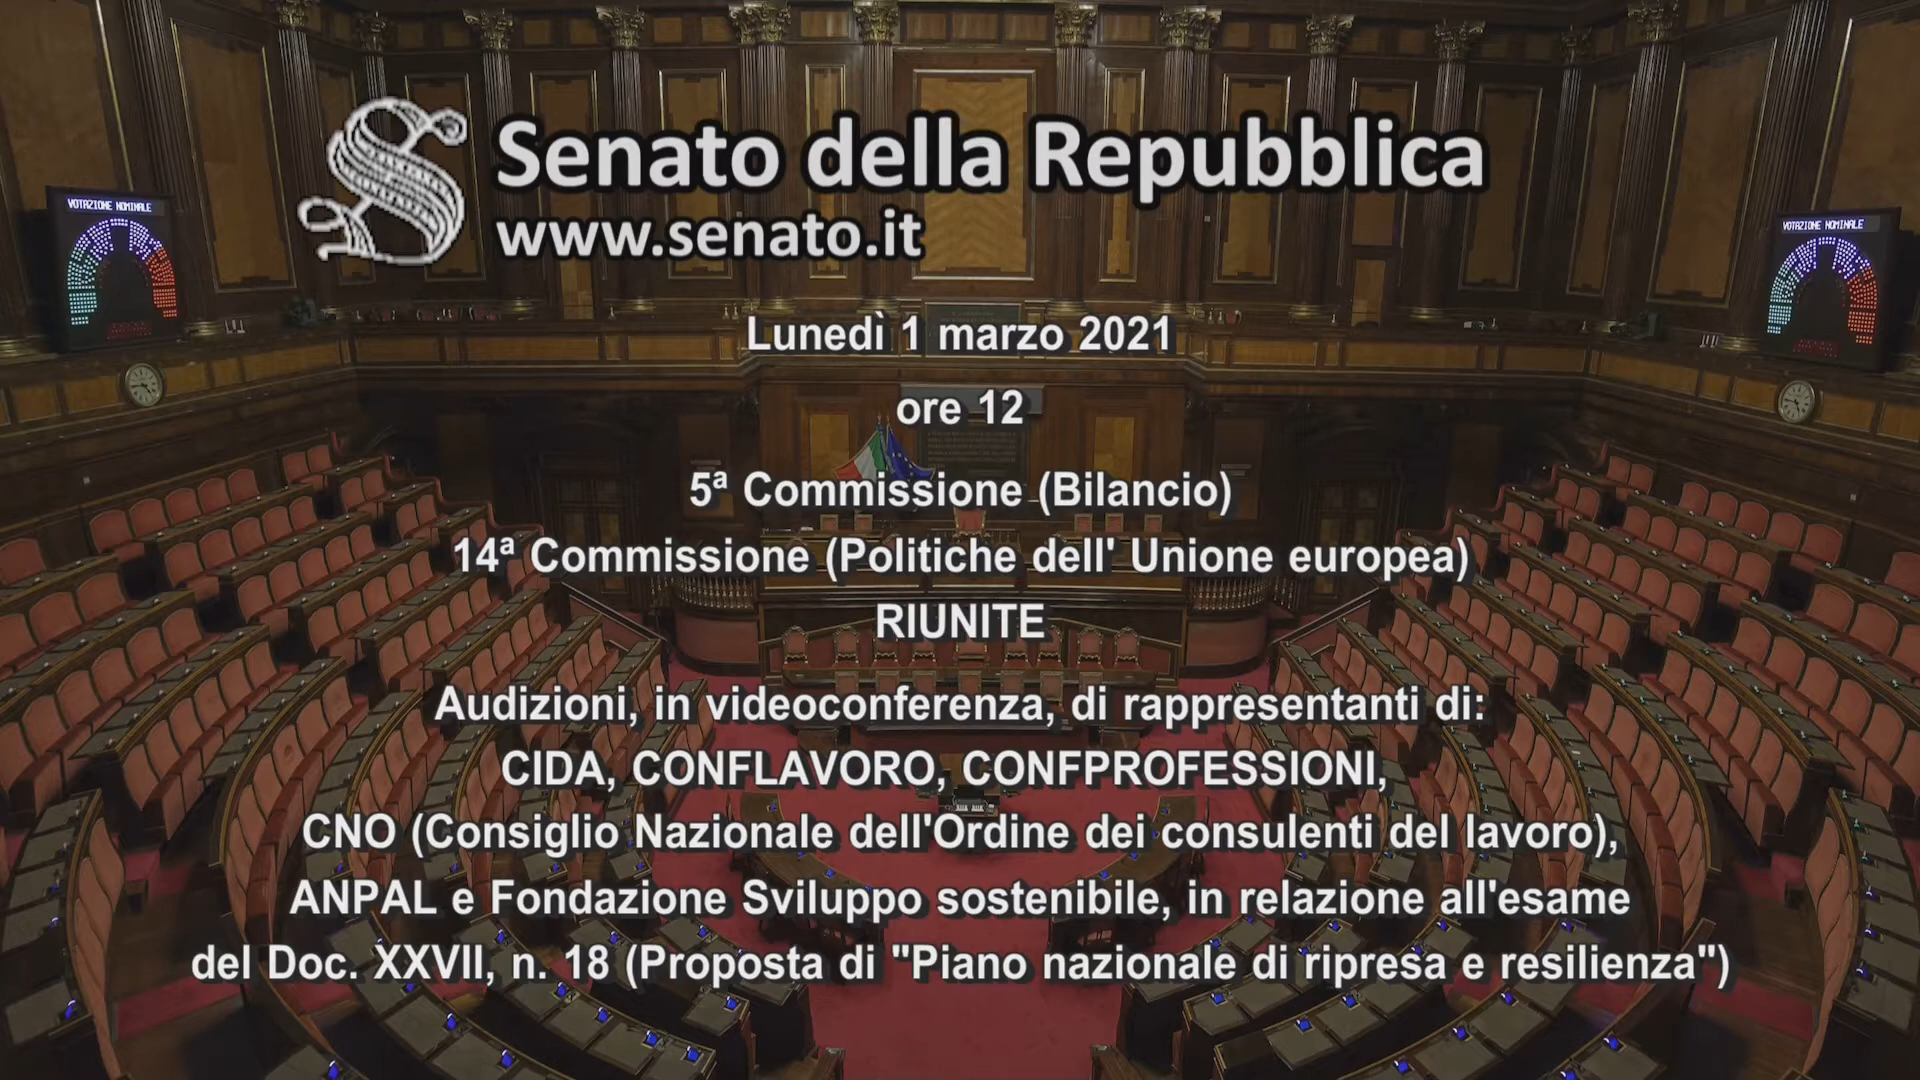 Senato della Repubblica
www.senato.it
VOTAZIONE NOMINALE
VOTAZIONE NOMINALE
Lunedì 1 marzo 2021
ore 12
5ª Commissione (Bilancio)
14ª Commissione (Politiche dell' Unione europea)
RIUNITE
Audizioni, in videoconferenza, di rappresentanti di:
CIDA, CONFLAVORO, CONFPROFESSIONI,
CNO (Consiglio Nazionale dell'Ordine dei consulenti del lavoro),
ANPAL e Fondazione Sviluppo sostenibile, in relazione all'esame
del Doc. XXVII, n. 18 (Proposta di "Piano nazionale di ripresa e resilienza")